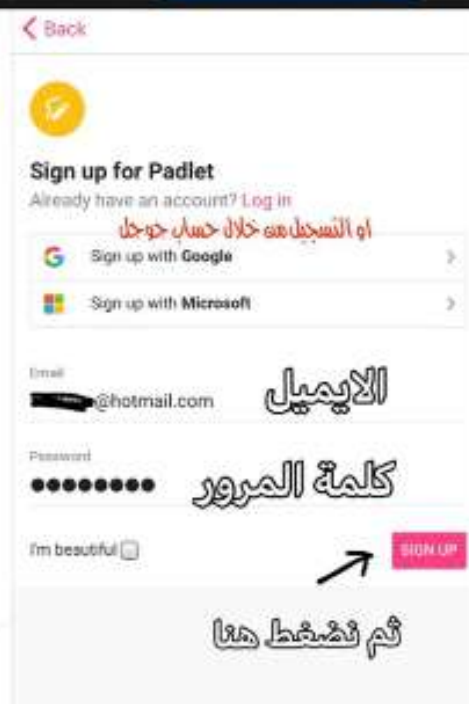 Back
Sign up for Padlet
Already have an account? Log in
او التسجيل من خلال حساب جوجل
Sign up with Google
Sign up with Microsoft
Email
@hotmail.com
الايميل
Password
كلمة المرور
I'm beautiful
SIGN UP
ثم نضغط هنا